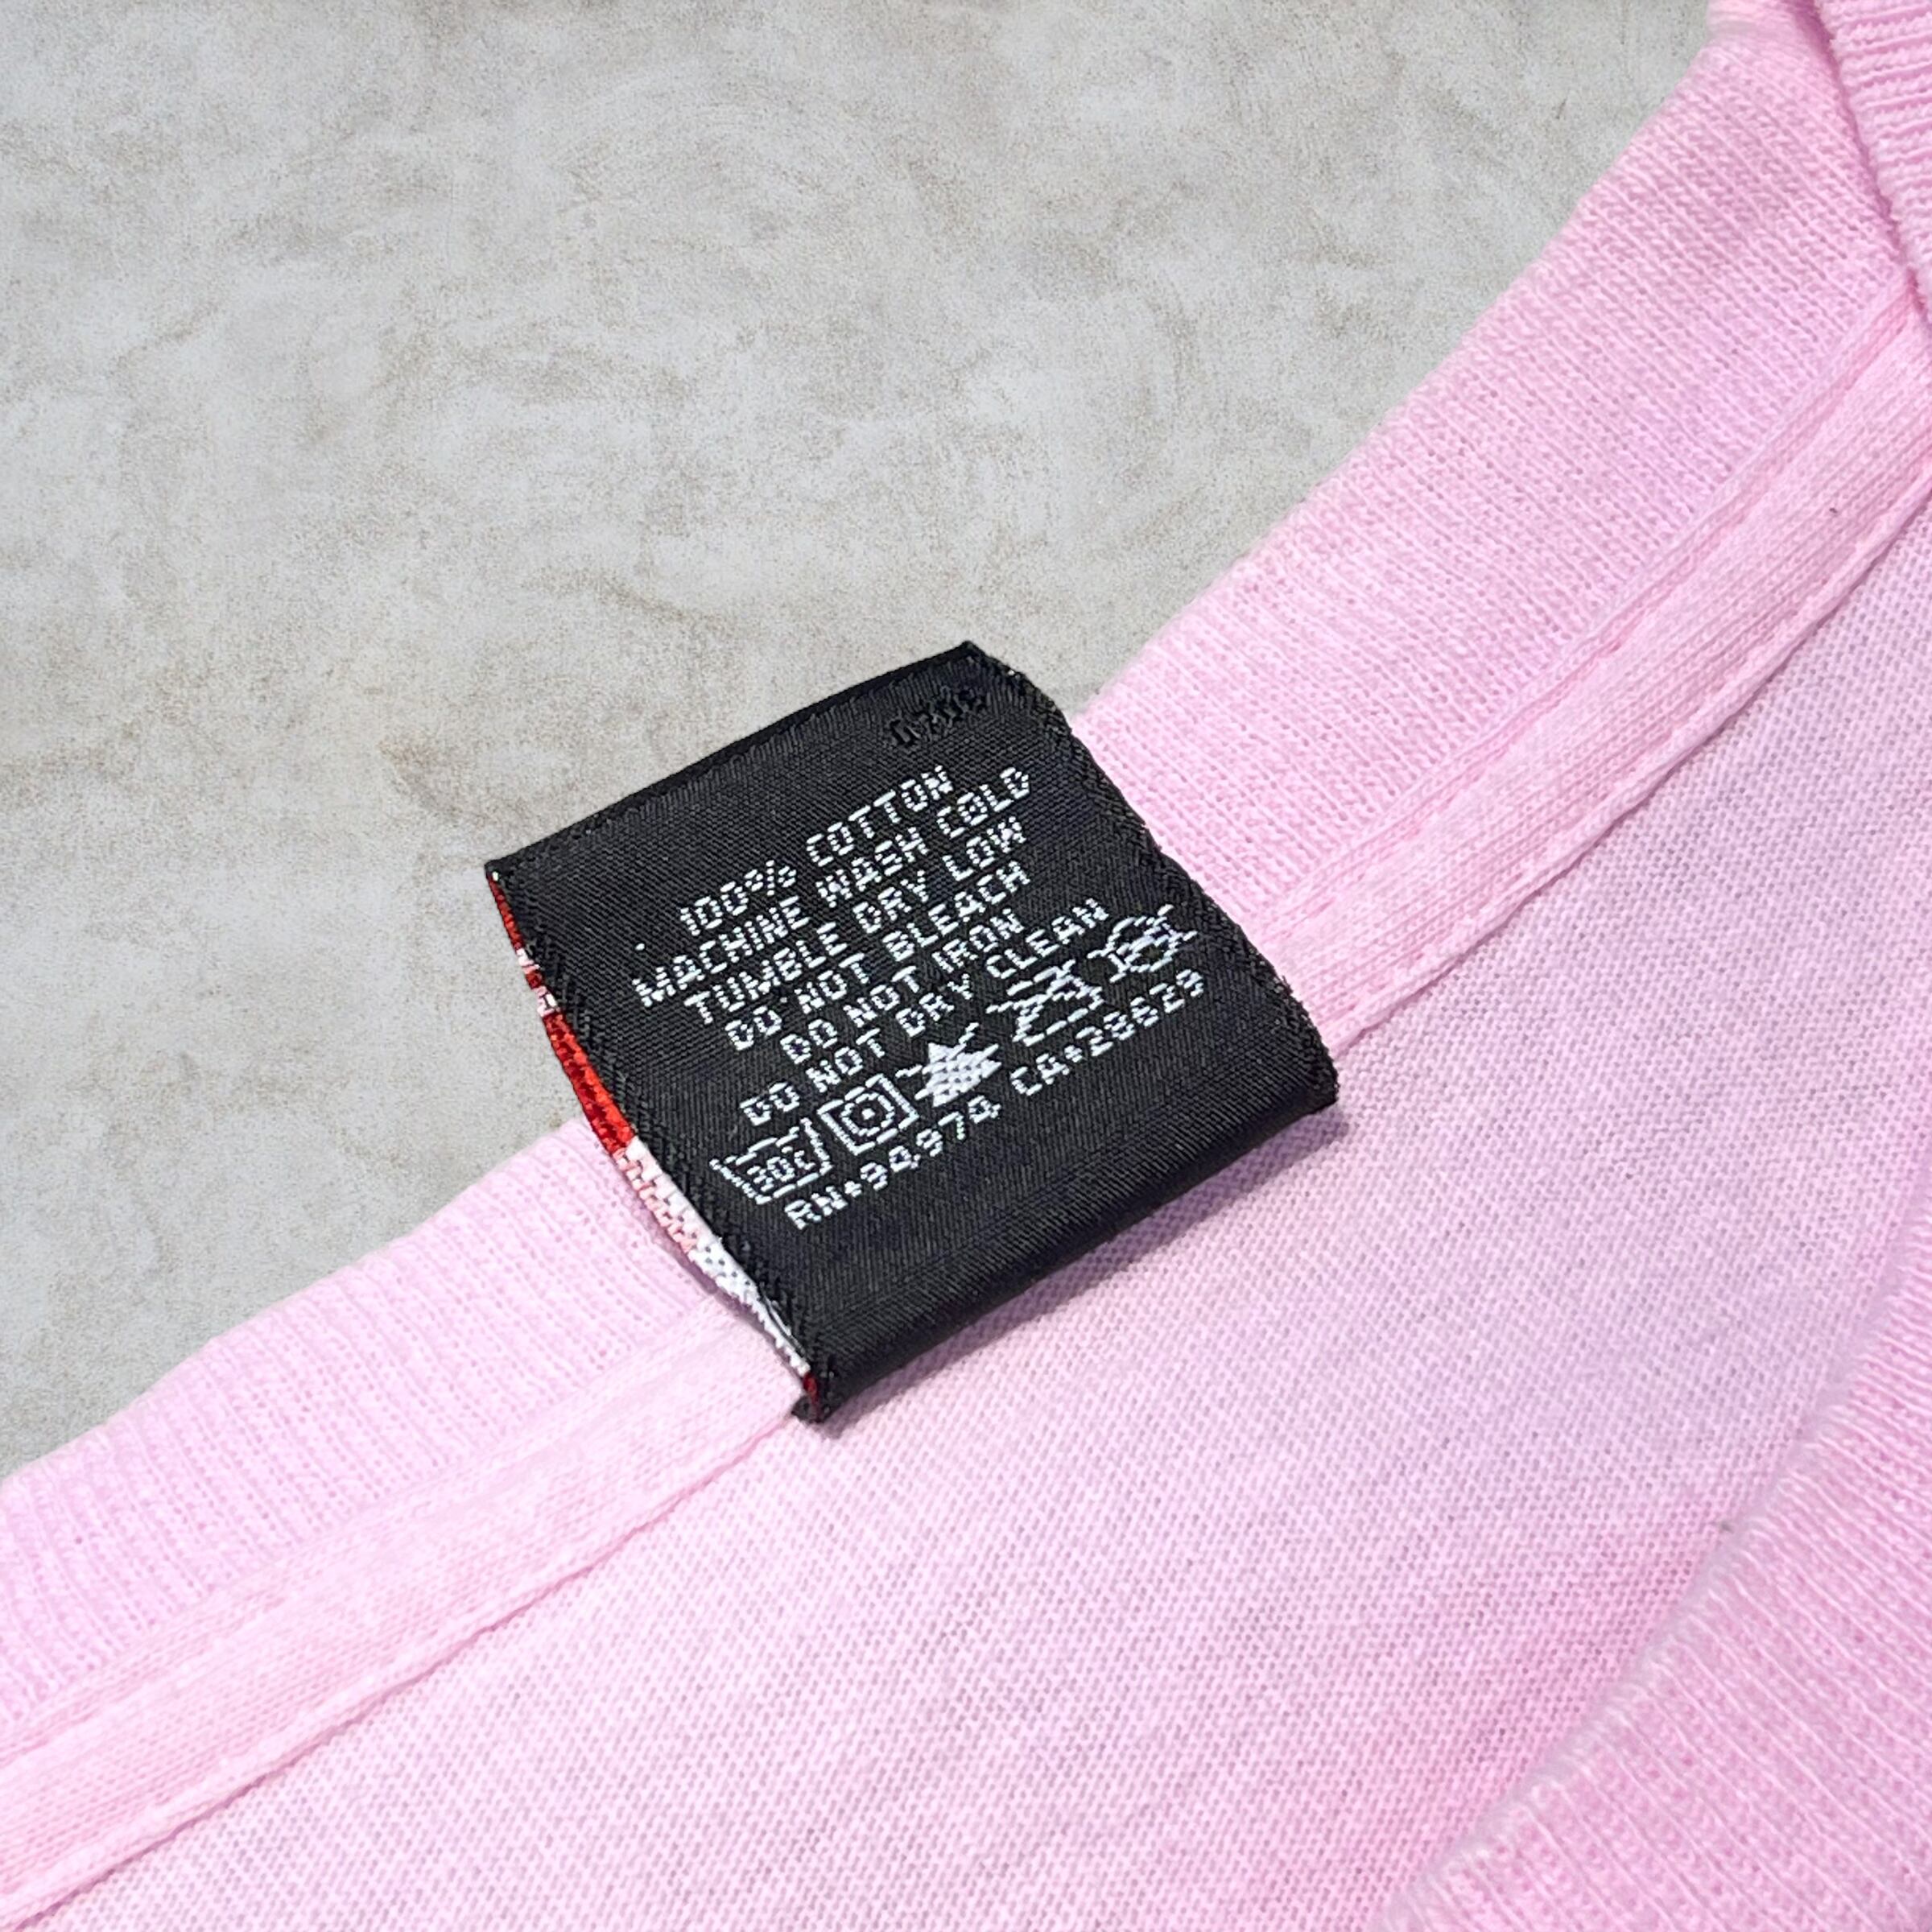 100% COTTON
MACHINE WASH COLD
TUMBLE DRY LOW
DO NOT BLEACH
DO NOT IRON
DO NOT DRY CLEAN
30C
RN•94974 CA•28629